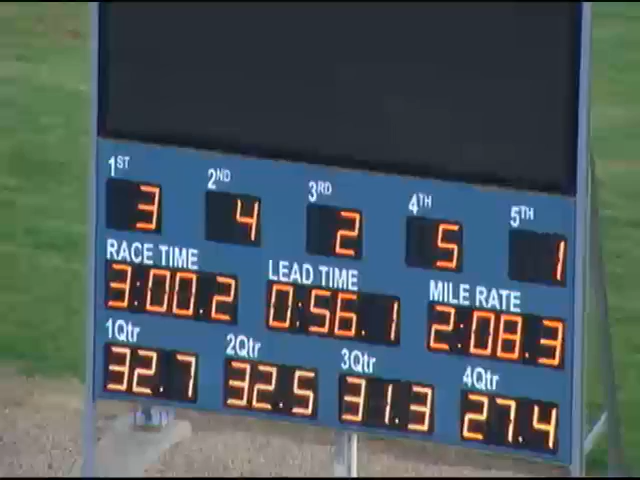 1ST 2ND 3RD 4TH 5TH
3 4 2 5 1
RACE TIME LEAD TIME MILE RATE
3:00.2 0:56.1 2:08.3
1Qtr 2Qtr 3Qtr 4Qtr
32.7 32.5 31.3 27.4